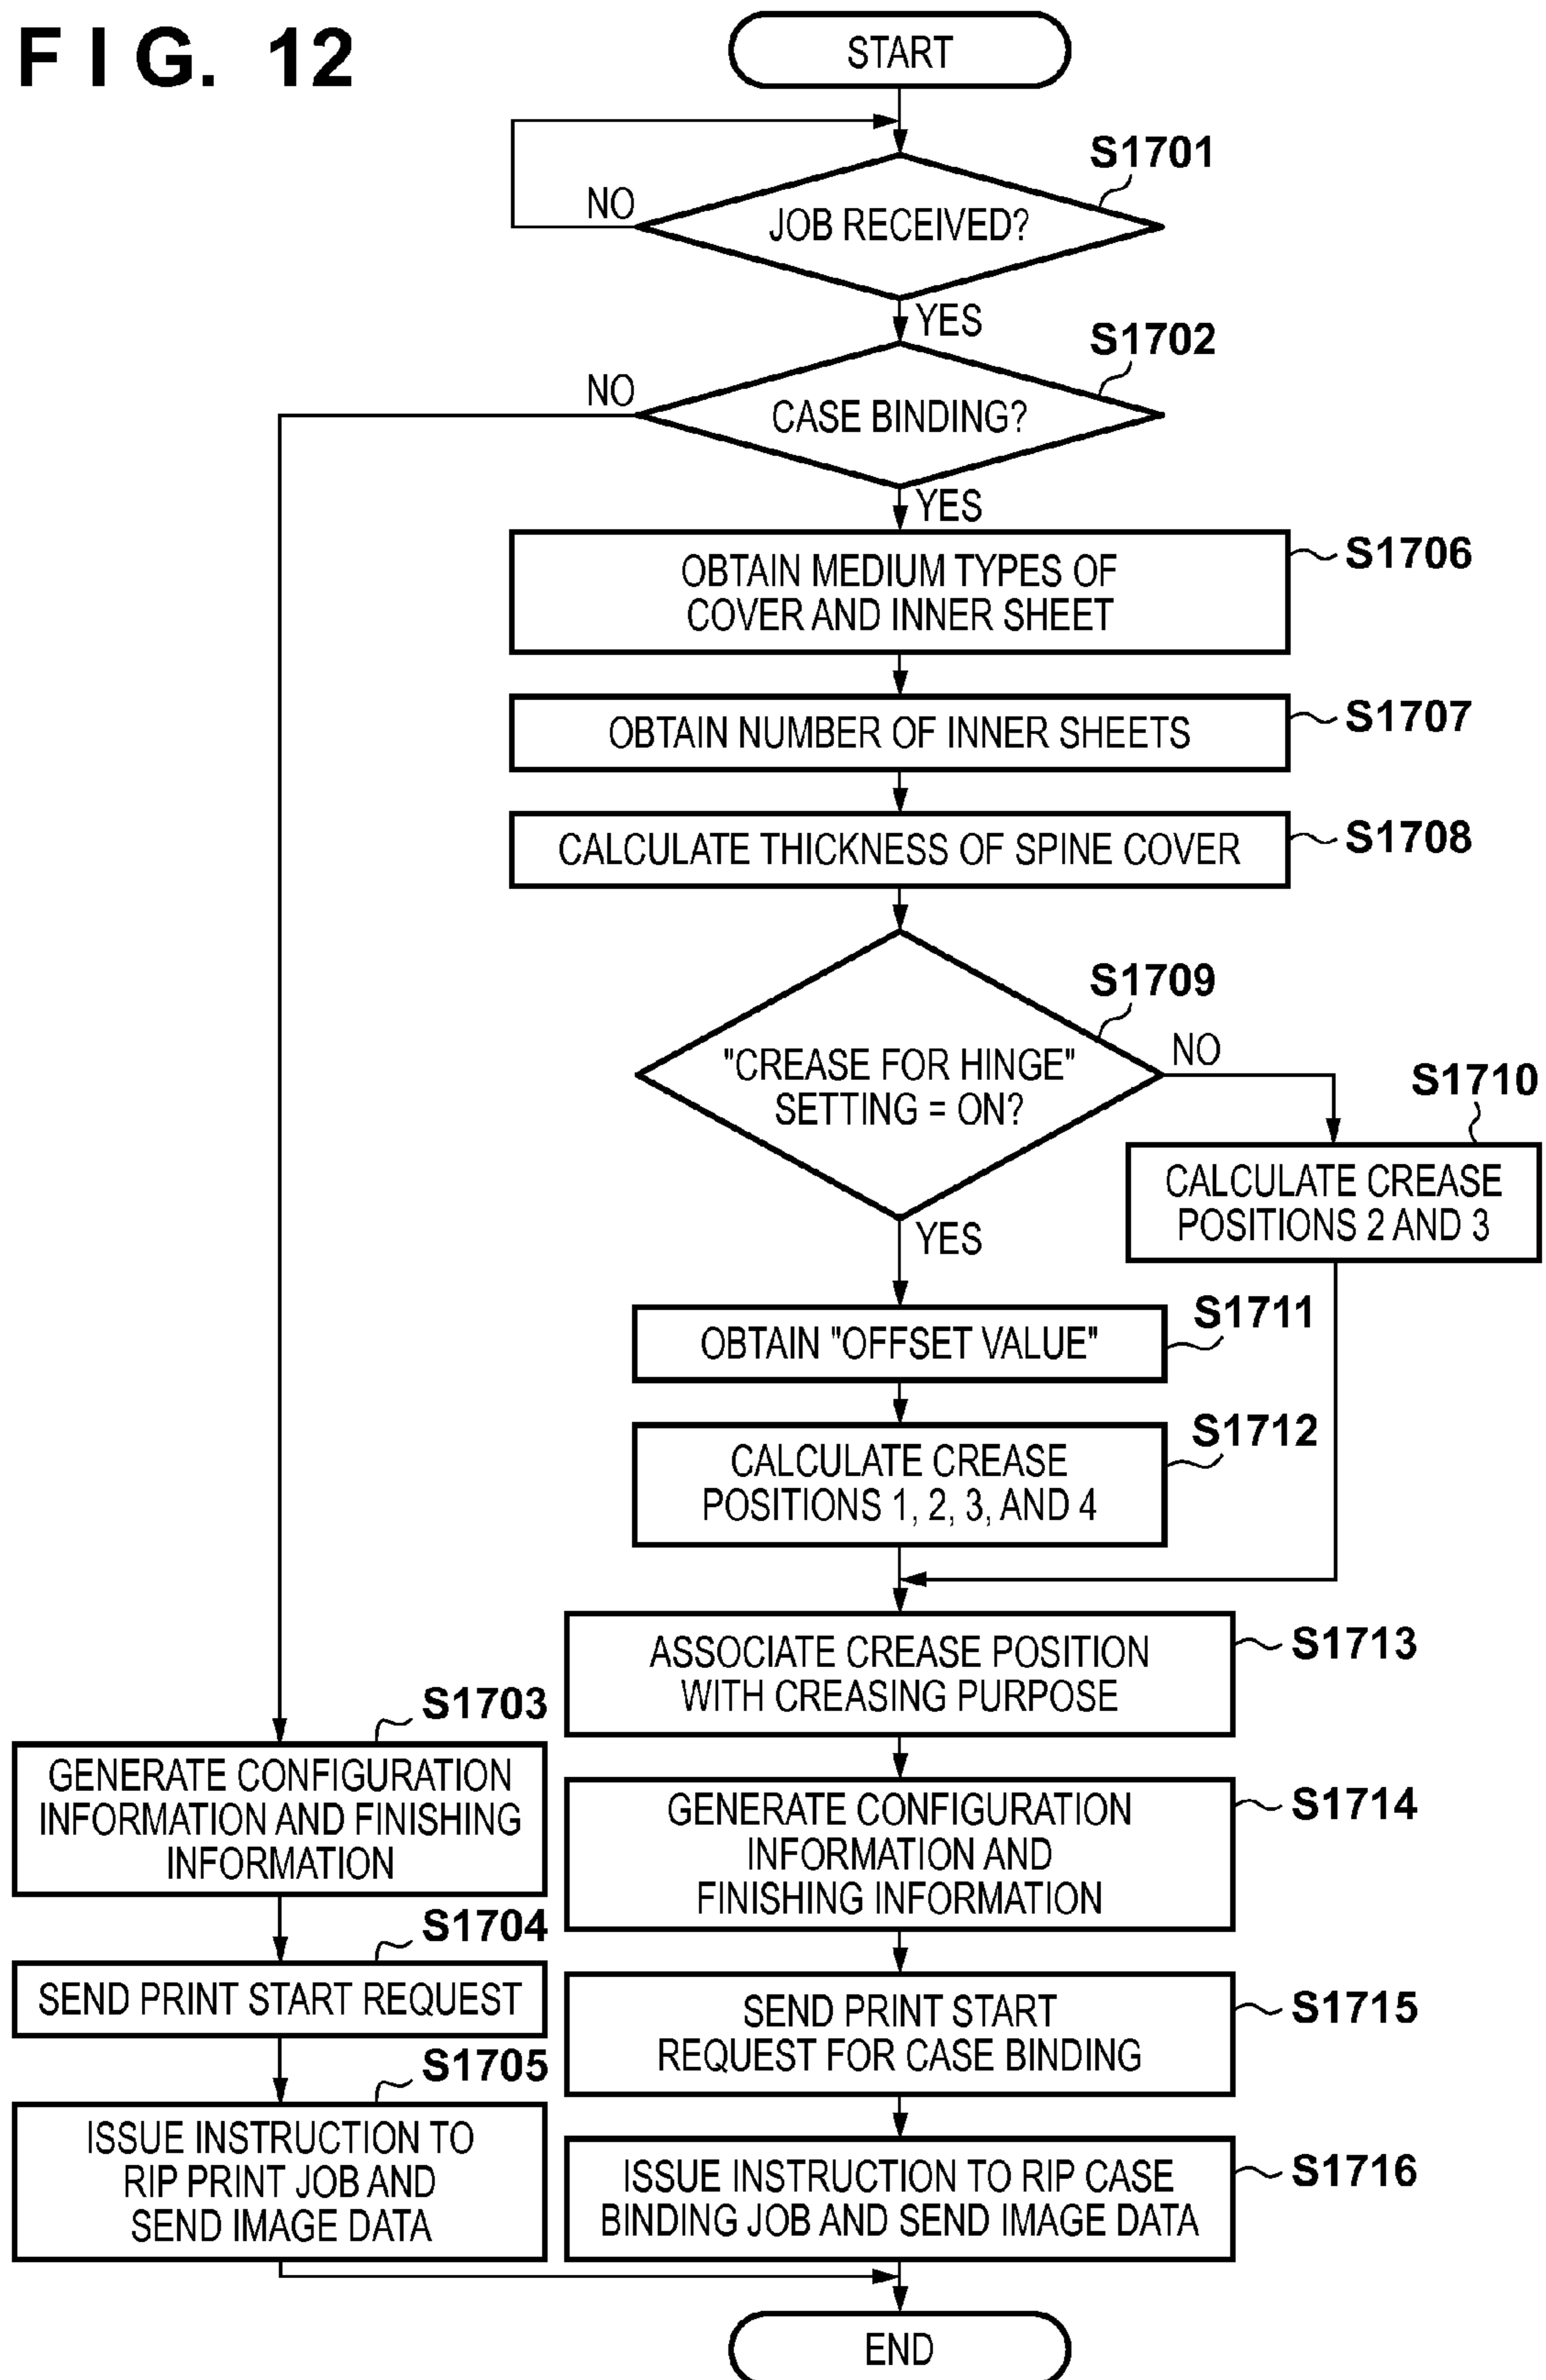 FIG. 12
START
S1701
NO
JOB RECEIVED?
YES
S1702
NO
CASE BINDING?
YES
S1706
OBTAIN MEDIUM TYPES OF
COVER AND INNER SHEET
S1707
OBTAIN NUMBER OF INNER SHEETS
S1708
CALCULATE THICKNESS OF SPINE COVER
S1709
"CREASE FOR HINGE"
SETTING = ON?
NO
S1710
CALCULATE CREASE
POSITIONS 2 AND 3
YES
S1711
OBTAIN "OFFSET VALUE"
S1712
CALCULATE CREASE
POSITIONS 1, 2, 3, AND 4
S1713
ASSOCIATE CREASE POSITION
WITH CREASING PURPOSE
S1703
GENERATE CONFIGURATION
INFORMATION AND FINISHING
INFORMATION
S1714
GENERATE CONFIGURATION
INFORMATION AND
FINISHING INFORMATION
S1704
SEND PRINT START REQUEST
S1715
SEND PRINT START
REQUEST FOR CASE BINDING
S1705
ISSUE INSTRUCTION TO
RIP PRINT JOB AND
SEND IMAGE DATA
S1716
ISSUE INSTRUCTION TO RIP CASE
BINDING JOB AND SEND IMAGE DATA
END